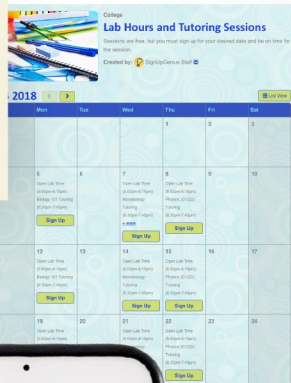 College
Lab Hours and Tutoring Sessions
Sessions are free, but you must sign up for your desired date and be on time for
the session.
Created by: SignUpGenius Staff
2018
List View
Mon Tue Wed Thu Fri Sat
1 2 3
5 6 7 8 9 10
Open Lab Time Open Lab Time Open Lab Time
Biology 101 Tutoring Microbiology Physics 201/202
Tutoring Tutoring
Sign Up Sign Up
+ more
Sign Up
12 13 14 15 16 17
Open Lab Time Open Lab Time Open Lab Time
Biology 101 Tutoring Microbiology Physics 201/202
Tutoring Tutoring
Sign Up Sign Up Sign Up
19 20 21 22 23 24
Open Lab Time Open Lab Time Open Lab Time
Physics 201/202
Tutoring
Sign Up